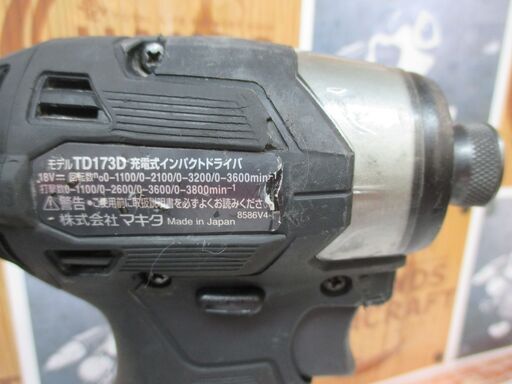 モデル TD173D 充電式インパクトドライバ
18V⎓ 回転数 0-1100/0-2100/0-3200/0-3600min⁻¹
打撃数0-1100/0-2600/0-3600/0-3800min⁻¹
⚠警告・ご使用前に取扱説明書を必ずよくお読みください。
株式会社 マキタ Made in Japan 8586V4-